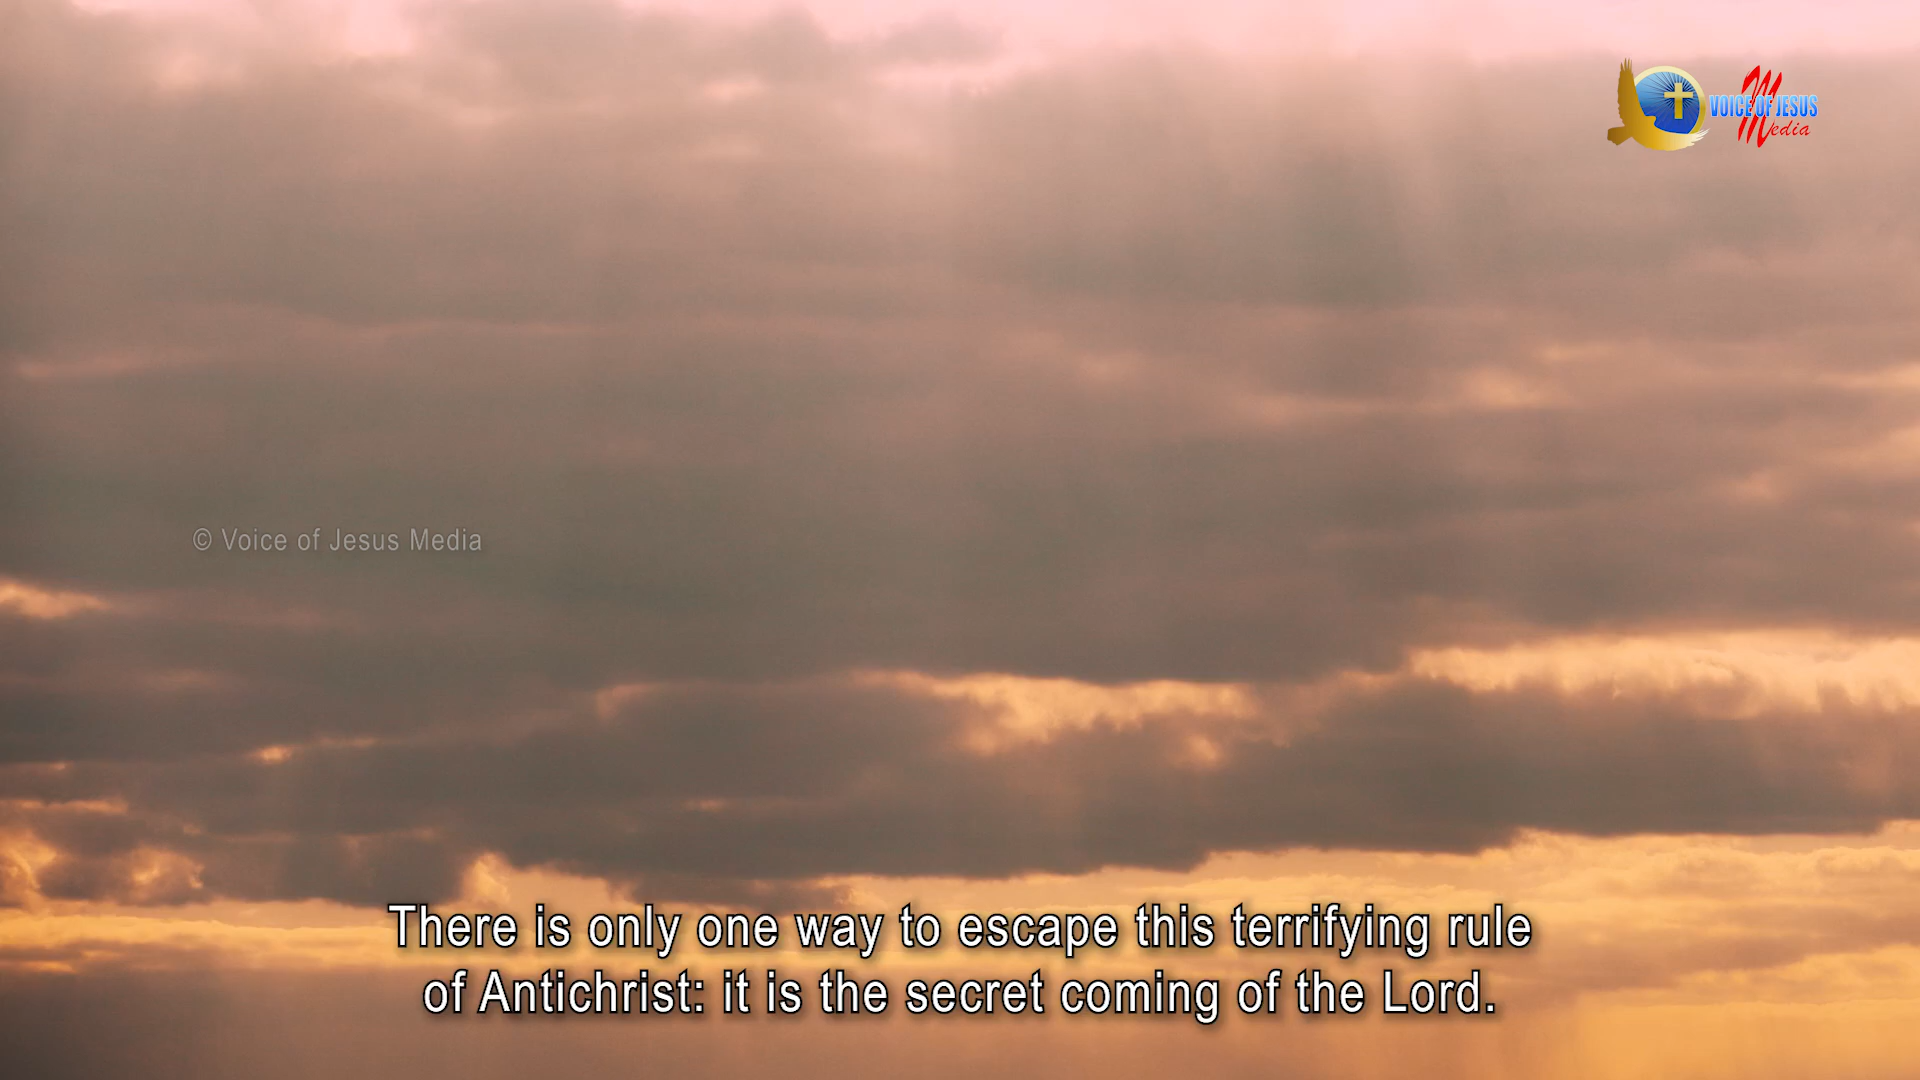 VOICE OF JESUS
Media
© Voice of Jesus Media
There is only one way to escape this terrifying rule
of Antichrist: it is the secret coming of the Lord.